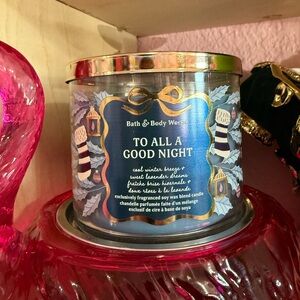 Bath & Body Works
TO ALL A
GOOD NIGHT
cool winter breeze +
sweet lavender dreams
fraîche brise hivernale +
doux rêves à la lavande
exclusively fragranced soy wax blend candle
chandelle parfumée faite d'un mélange
exclusif de cire à base de soya